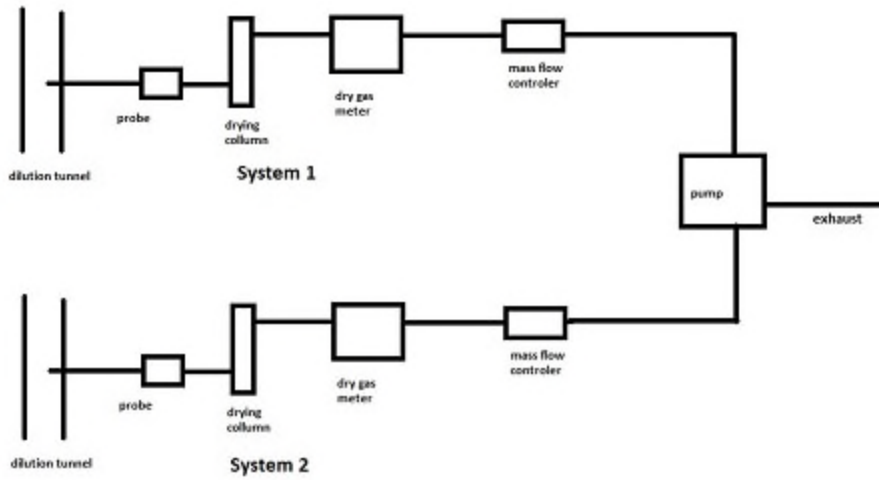 probe
drying
collumn
dry gas
meter
mass flow
controler
dilution tunnel
System 1
pump
exhaust
probe
drying
collumn
dry gas
meter
mass flow
controler
dilution tunnel
System 2